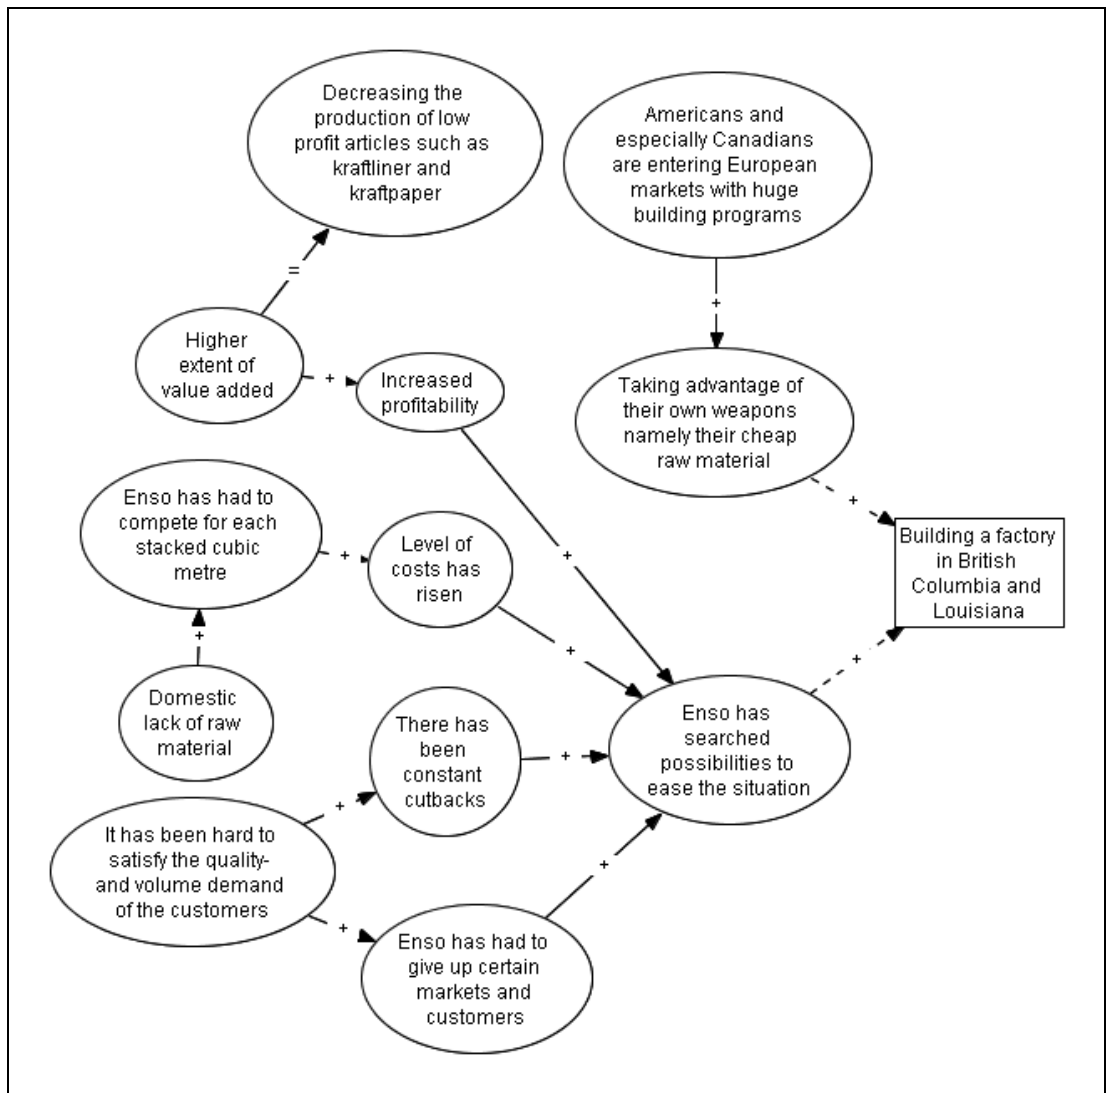 Decreasing the
production of low
profit articles such as
kraftliner and
kraftpaper
Americans and
especially Canadians
are entering European
markets with huge
building programs
=
+
Higher
extent of
value added
+
Increased
profitability
Taking advantage of
their own weapons
namely their cheap
raw material
+
Enso has had to
compete for each
stacked cubic
metre
+
Level of
costs has
risen
+
Building a factory
in British
Columbia and
Louisiana
+
+
+
Domestic
lack of raw
material
There has
been
constant
cutbacks
+
Enso has
searched
possibilities to
ease the situation
+
It has been hard to
satisfy the quality-
and volume demand
of the customers
+
+
Enso has had to
give up certain
markets and
customers